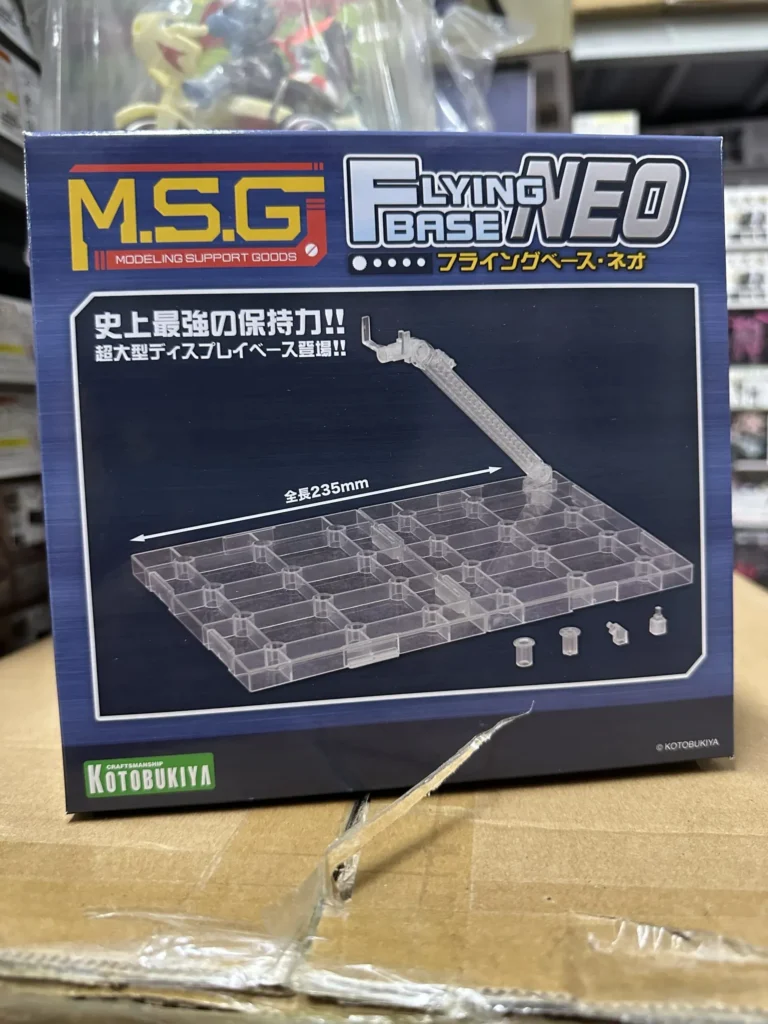 M.S.G
MODELING SUPPORT GOODS
FLYING BASE NEO
フライングベース・ネオ
史上最強の保持力!!
超大型ディスプレイベース登場!!
全長235mm
CRAFTSMANSHIP
KOTOBUKIYA
© KOTOBUKIYA